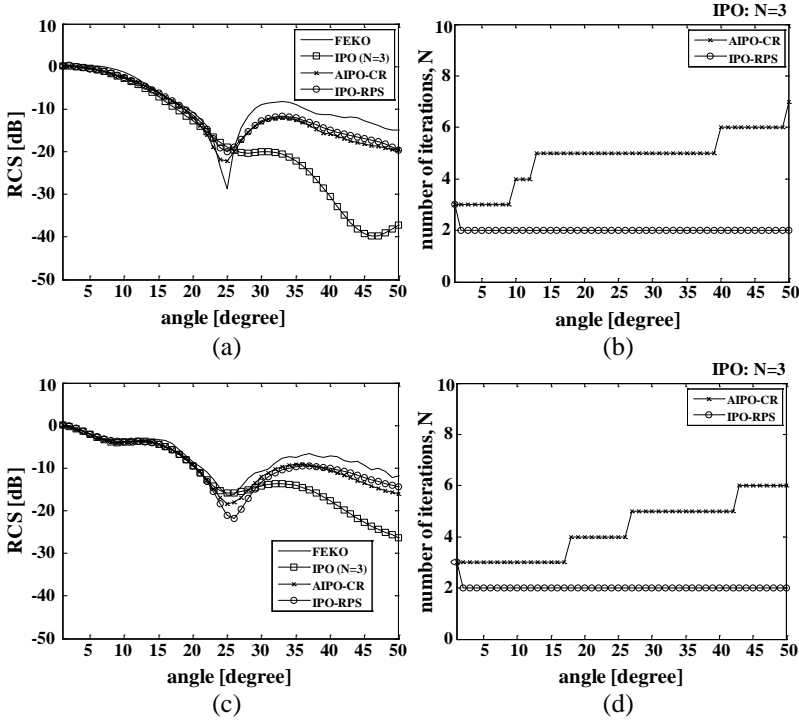 IPO: N=3
10
0
-10
-20
-30
-40
-50
RCS [dB]
FEKO
IPO (N=3)
AIPO-CR
IPO-RPS
5 10 15 20 25 30 35 40 45 50
angle [degree]
(a)
10
8
6
4
2
0
number of iterations, N
AIPO-CR
IPO-RPS
5 10 15 20 25 30 35 40 45 50
angle [degree]
(b)
IPO: N=3
10
0
-10
-20
-30
-40
-50
RCS [dB]
FEKO
IPO (N=3)
AIPO-CR
IPO-RPS
5 10 15 20 25 30 35 40 45 50
angle [degree]
(c)
10
8
6
4
2
0
number of iterations, N
AIPO-CR
IPO-RPS
5 10 15 20 25 30 35 40 45 50
angle [degree]
(d)